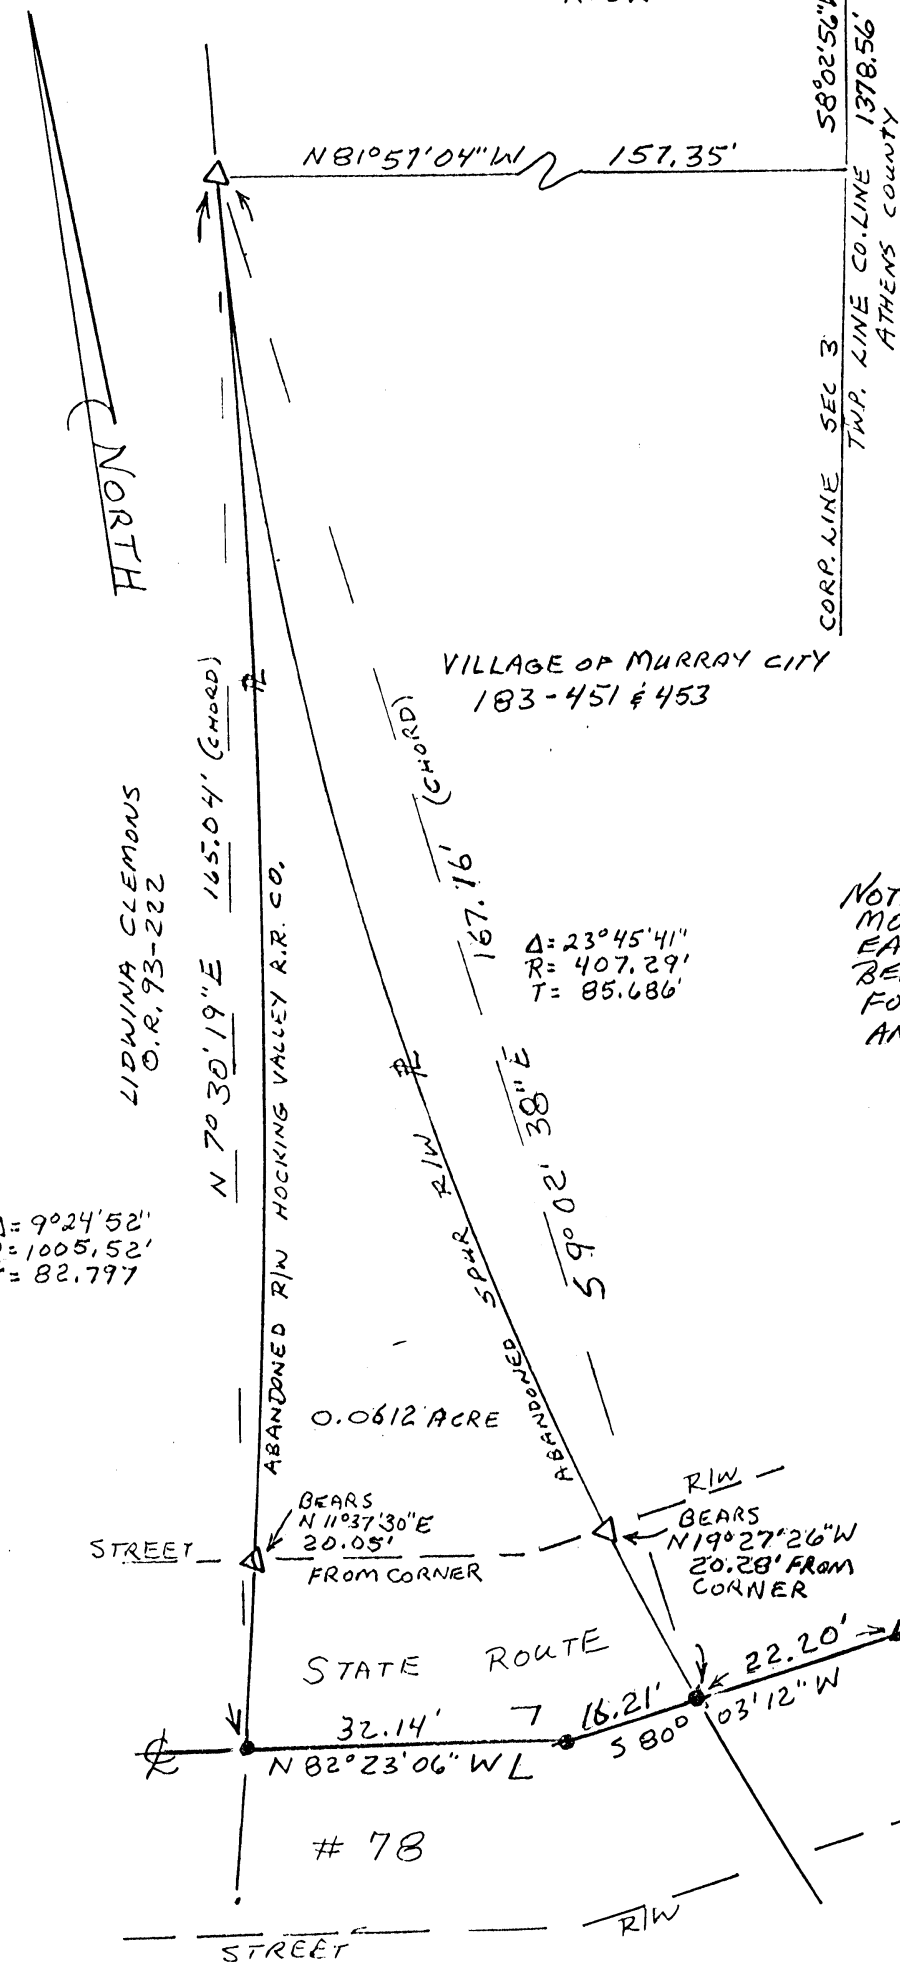 S8°02'56"W
1378.56'
N81°57'04"W 157.35'
CORP. LINE SEC 3
TWP. LINE CO. LINE
ATHENS COUNTY
NORTH
VILLAGE OF MURRAY CITY
183-451 & 453
LIDWINA CLEMONS
O.R. 93-222
N 7° 30' 19" E 165.04' (CHORD)
S 9° 02' 38" E 167.16' (CHORD)
Δ= 23°45'41"
R= 407.29'
T= 85.686'
Δ= 9°24'52"
R= 1005.52'
T= 82.797
ABANDONED R/W HOCKING VALLEY R.R. CO.
ABANDONED SPUR R/W
PL
PL
0.0612 ACRE
BEARS
N 11°37'30"E
20.05'
FROM CORNER
STREET
R/W
BEARS
N19°27'26"W
20.28' FROM
CORNER
STATE ROUTE
32.14'
16.21'
22.20'
CL
N 82°23'06" W
S 80° 03'12" W
# 78
STREET
R/W